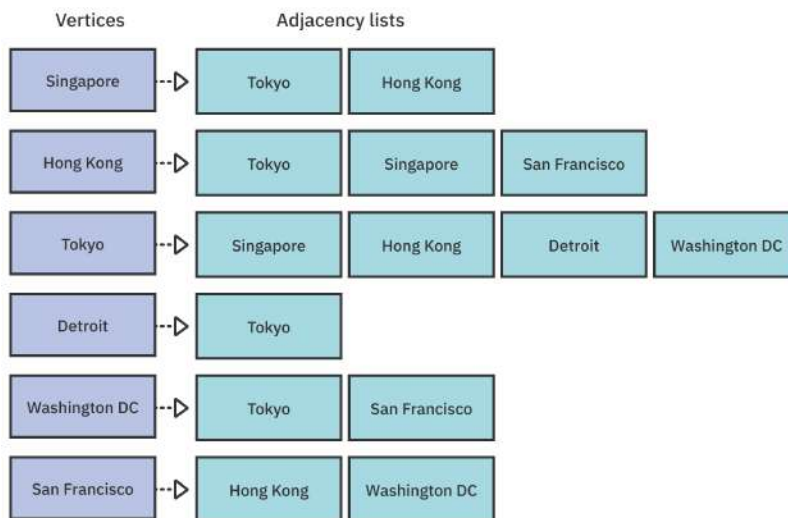 Vertices Adjacency lists
Singapore Tokyo Hong Kong
Hong Kong Tokyo Singapore San Francisco
Tokyo Singapore Hong Kong Detroit Washington DC
Detroit Tokyo
Washington DC Tokyo San Francisco
San Francisco Hong Kong Washington DC